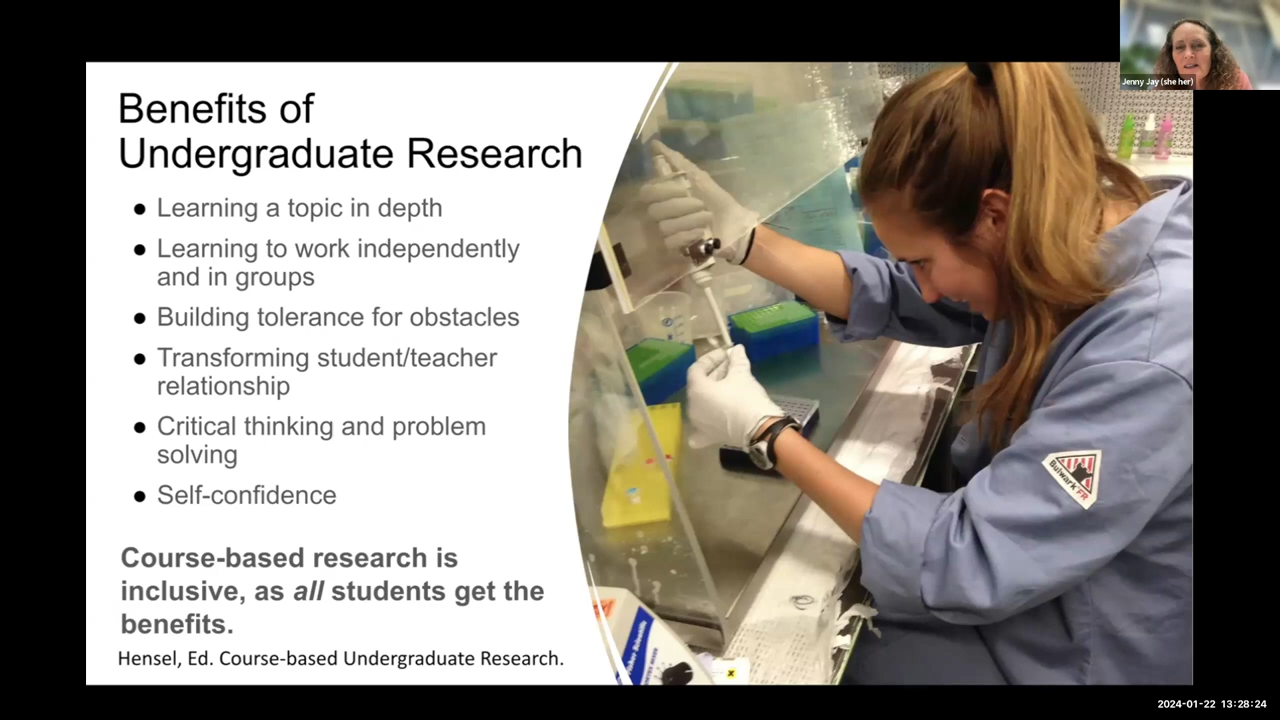 Jenny Jay (she her)
Benefits of
Undergraduate Research
● Learning a topic in depth
● Learning to work independently
and in groups
● Building tolerance for obstacles
● Transforming student/teacher
relationship
● Critical thinking and problem
solving
● Self-confidence
Course-based research is
inclusive, as all students get the
benefits.
Hensel, Ed. Course-based Undergraduate Research.
Bulwark FR
2024-01-22 13:28:24